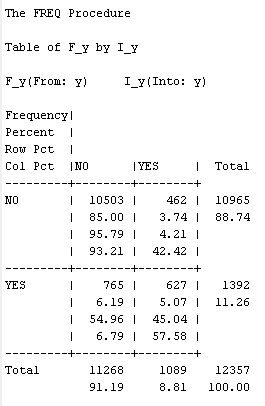 The FREQ Procedure
Table of F_y by I_y
F_y(From: y)     I_y(Into: y)
Frequency|
Percent  |
Row Pct  |
Col Pct  |NO      |YES     |  Total
---------+--------+--------+
NO       |  10503 |    462 |  10965
         |  85.00 |   3.74 |  88.74
         |  95.79 |   4.21 |
         |  93.21 |  42.42 |
---------+--------+--------+
YES      |    765 |    627 |   1392
         |   6.19 |   5.07 |  11.26
         |  54.96 |  45.04 |
         |   6.79 |  57.58 |
---------+--------+--------+
Total       11268     1089    12357
            91.19     8.81   100.00